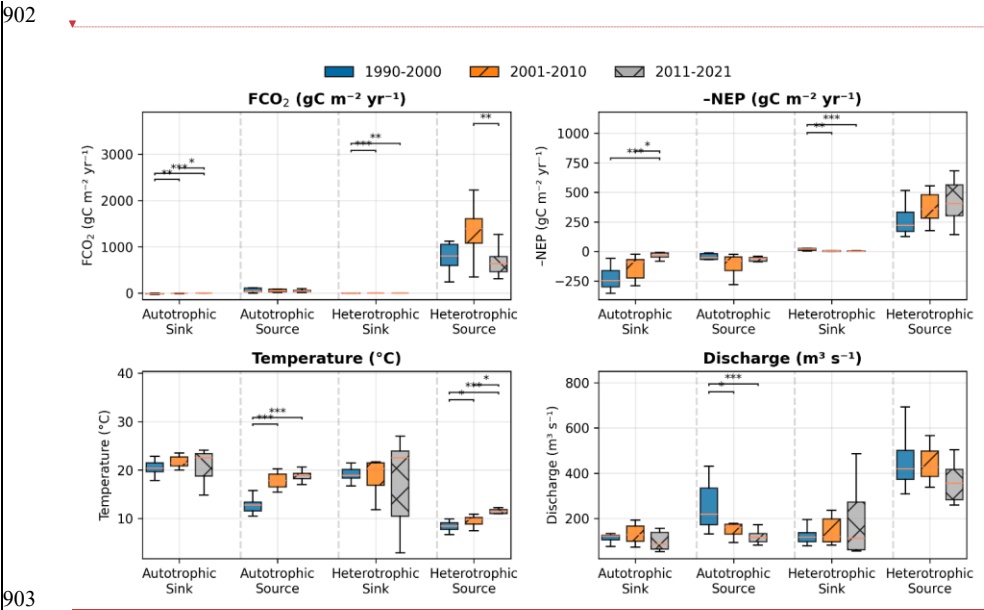 902
1990-2000 2001-2010 2011-2021
FCO₂ (gC m⁻² yr⁻¹)
FCO₂ (gC m⁻² yr⁻¹)
3000
2000
1000
0
** *** *** *
*** **
**
Autotrophic Sink
Autotrophic Source
Heterotrophic Sink
Heterotrophic Source
–NEP (gC m⁻² yr⁻¹)
–NEP (gC m⁻² yr⁻¹)
1000
750
500
250
0
−250
*** *
** ***
Autotrophic Sink
Autotrophic Source
Heterotrophic Sink
Heterotrophic Source
Temperature (°C)
Temperature (°C)
40
30
20
10
*** ***
* *** *
Autotrophic Sink
Autotrophic Source
Heterotrophic Sink
Heterotrophic Source
Discharge (m³ s⁻¹)
Discharge (m³ s⁻¹)
800
600
400
200
* ***
Autotrophic Sink
Autotrophic Source
Heterotrophic Sink
Heterotrophic Source
903